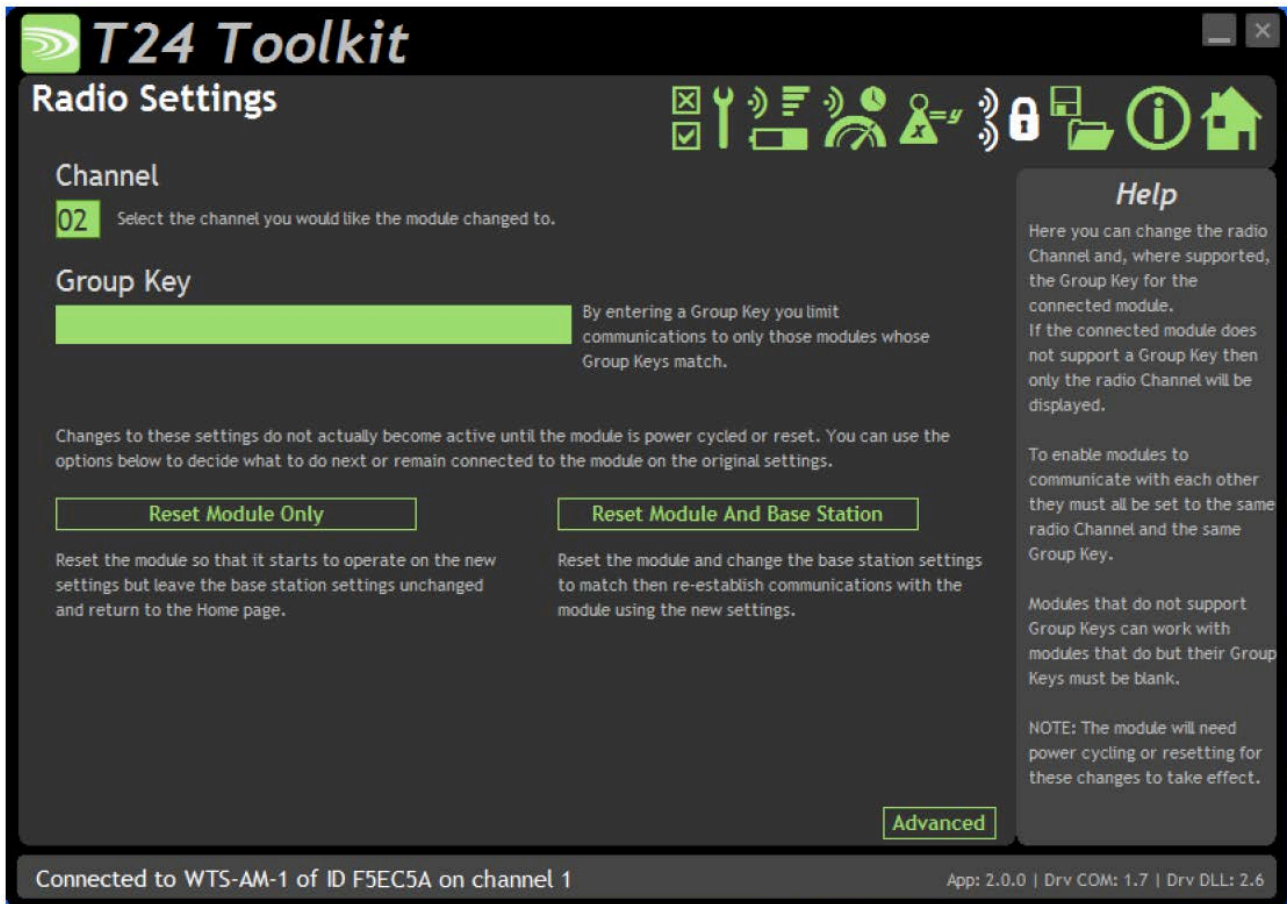 T24 Toolkit
Radio Settings
x=y
i
Channel
02 Select the channel you would like the module changed to.
Group Key
By entering a Group Key you limit
communications to only those modules whose
Group Keys match.
Changes to these settings do not actually become active until the module is power cycled or reset. You can use the
options below to decide what to do next or remain connected to the module on the original settings.
Reset Module Only
Reset the module so that it starts to operate on the new
settings but leave the base station settings unchanged
and return to the Home page.
Reset Module And Base Station
Reset the module and change the base station settings
to match then re-establish communications with the
module using the new settings.
Advanced
Help
Here you can change the radio
Channel and, where supported,
the Group Key for the
connected module.
If the connected module does
not support a Group Key then
only the radio Channel will be
displayed.
To enable modules to
communicate with each other
they must all be set to the same
radio Channel and the same
Group Key.
Modules that do not support
Group Keys can work with
modules that do but their Group
Keys must be blank.
NOTE: The module will need
power cycling or resetting for
these changes to take effect.
Connected to WTS-AM-1 of ID F5EC5A on channel 1
App: 2.0.0 | Drv COM: 1.7 | Drv DLL: 2.6